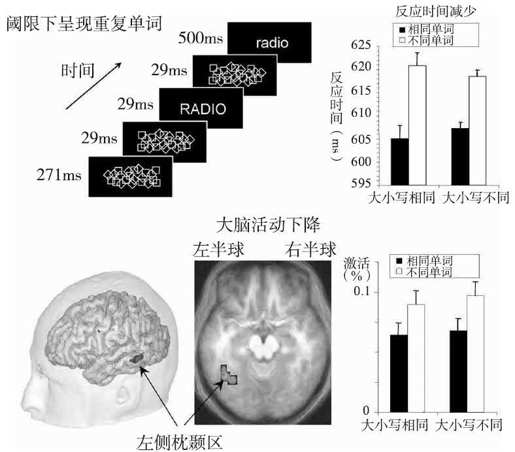 阈限下呈现重复单词
500ms
radio
29ms
时间
29ms
RADIO
29ms
271ms
反应时间减少
相同单词
不同单词
反应时间(ms)
625
620
615
610
605
600
595
大小写相同
大小写不同
大脑活动下降
左半球
右半球
左侧枕颞区
激活
(%)
相同单词
不同单词
0.1
0
大小写相同
大小写不同